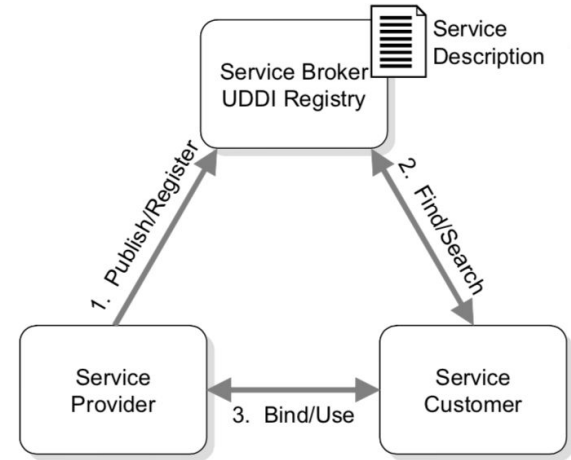 Service
Description
Service Broker
UDDI Registry
1. Publish/Register
2. Find/Search
Service
Provider
3. Bind/Use
Service
Customer